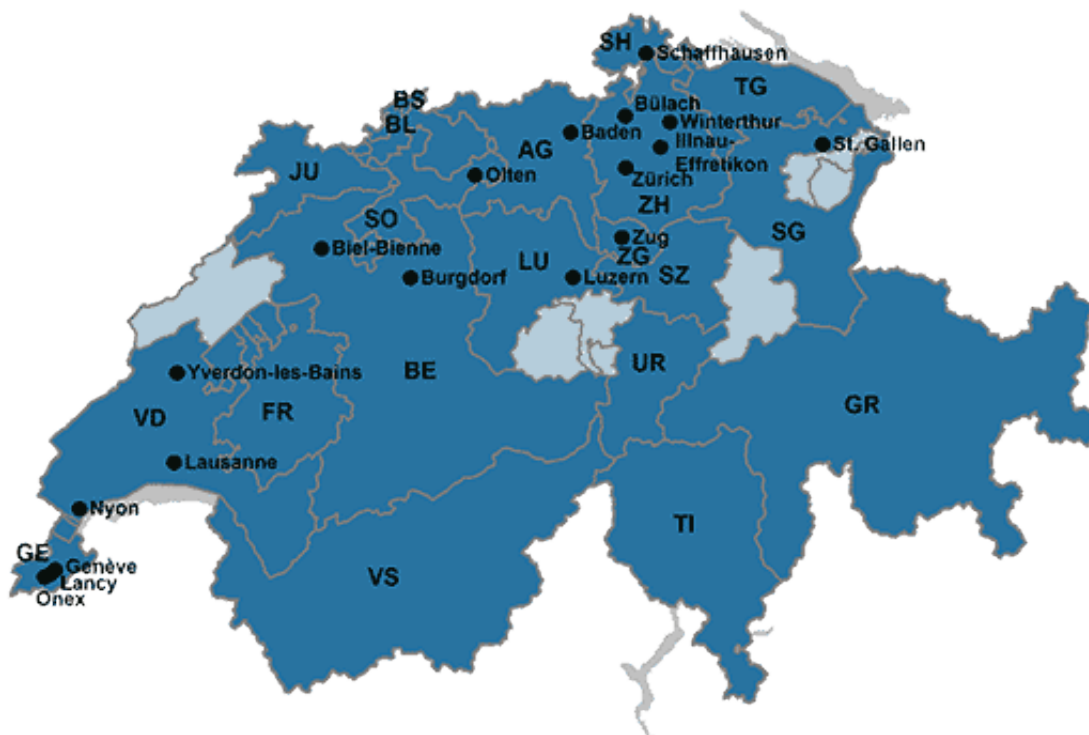 SH
Schaffhausen
TG
BS
Bülach
BL
Winterthur
Baden
St. Gallen
AG
Illnau-
Effretikon
JU
Olten
Zürich
ZH
SO
SG
Zug
Biel-Bienne
ZG
LU
SZ
Burgdorf
Luzern
UR
BE
Yverdon-les-Bains
GR
FR
VD
Lausanne
Nyon
TI
GE
Genève
VS
Lancy
Onex